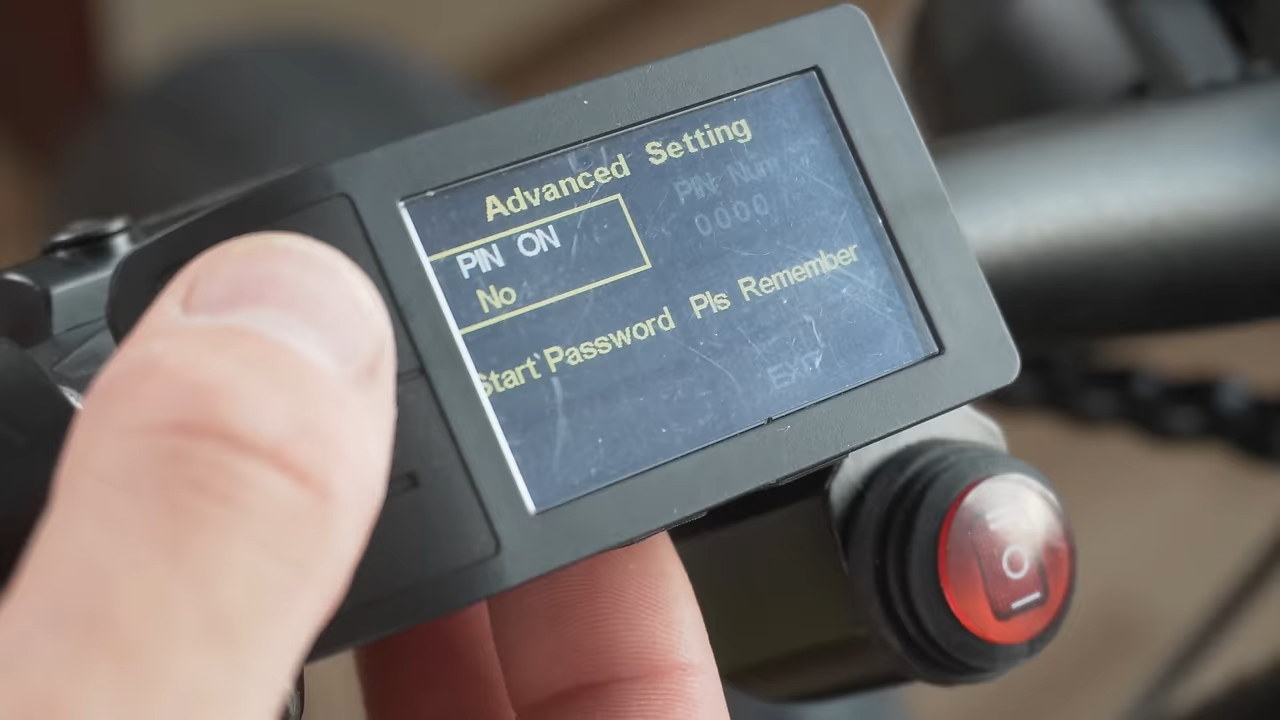 Advanced Setting
PIN ON
No
PIN Num
0000
Start Password Pls Remember
EXIT
O